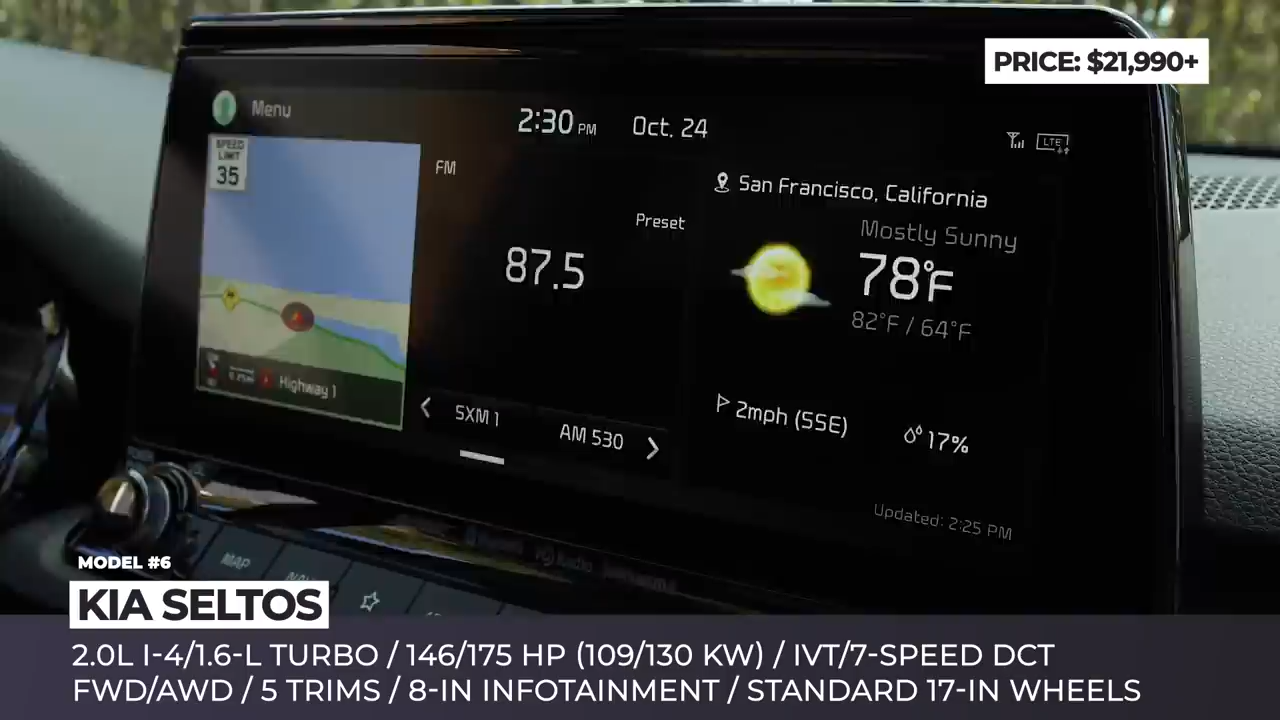 PRICE: $21,990+
Menu
2:30 PM Oct. 24
LTE
SPEED
LIMIT
35
FM
Preset
87.5
San Francisco, California
Mostly Sunny
78°F
82°F / 64°F
Highway 1
SXM 1
AM 530
2mph (SSE)
17%
Updated: 2:25 PM
MAP
MODEL #6
KIA SELTOS
2.0L I-4/1.6-L TURBO / 146/175 HP (109/130 KW) / IVT/7-SPEED DCT
FWD/AWD / 5 TRIMS / 8-IN INFOTAINMENT / STANDARD 17-IN WHEELS